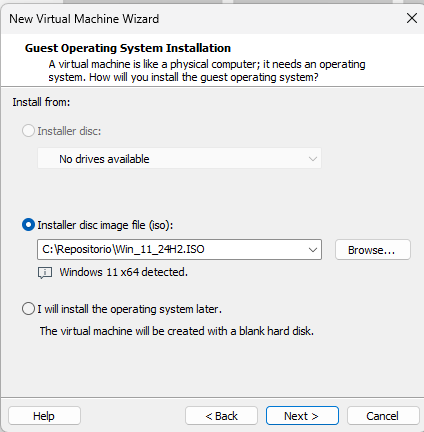 New Virtual Machine Wizard
Guest Operating System Installation
A virtual machine is like a physical computer; it needs an operating
system. How will you install the guest operating system?
Install from:
Installer disc:
No drives available
Installer disc image file (iso):
C:\Repositorio\Win_11_24H2.ISO
Browse...
Windows 11 x64 detected.
I will install the operating system later.
The virtual machine will be created with a blank hard disk.
Help
< Back
Next >
Cancel